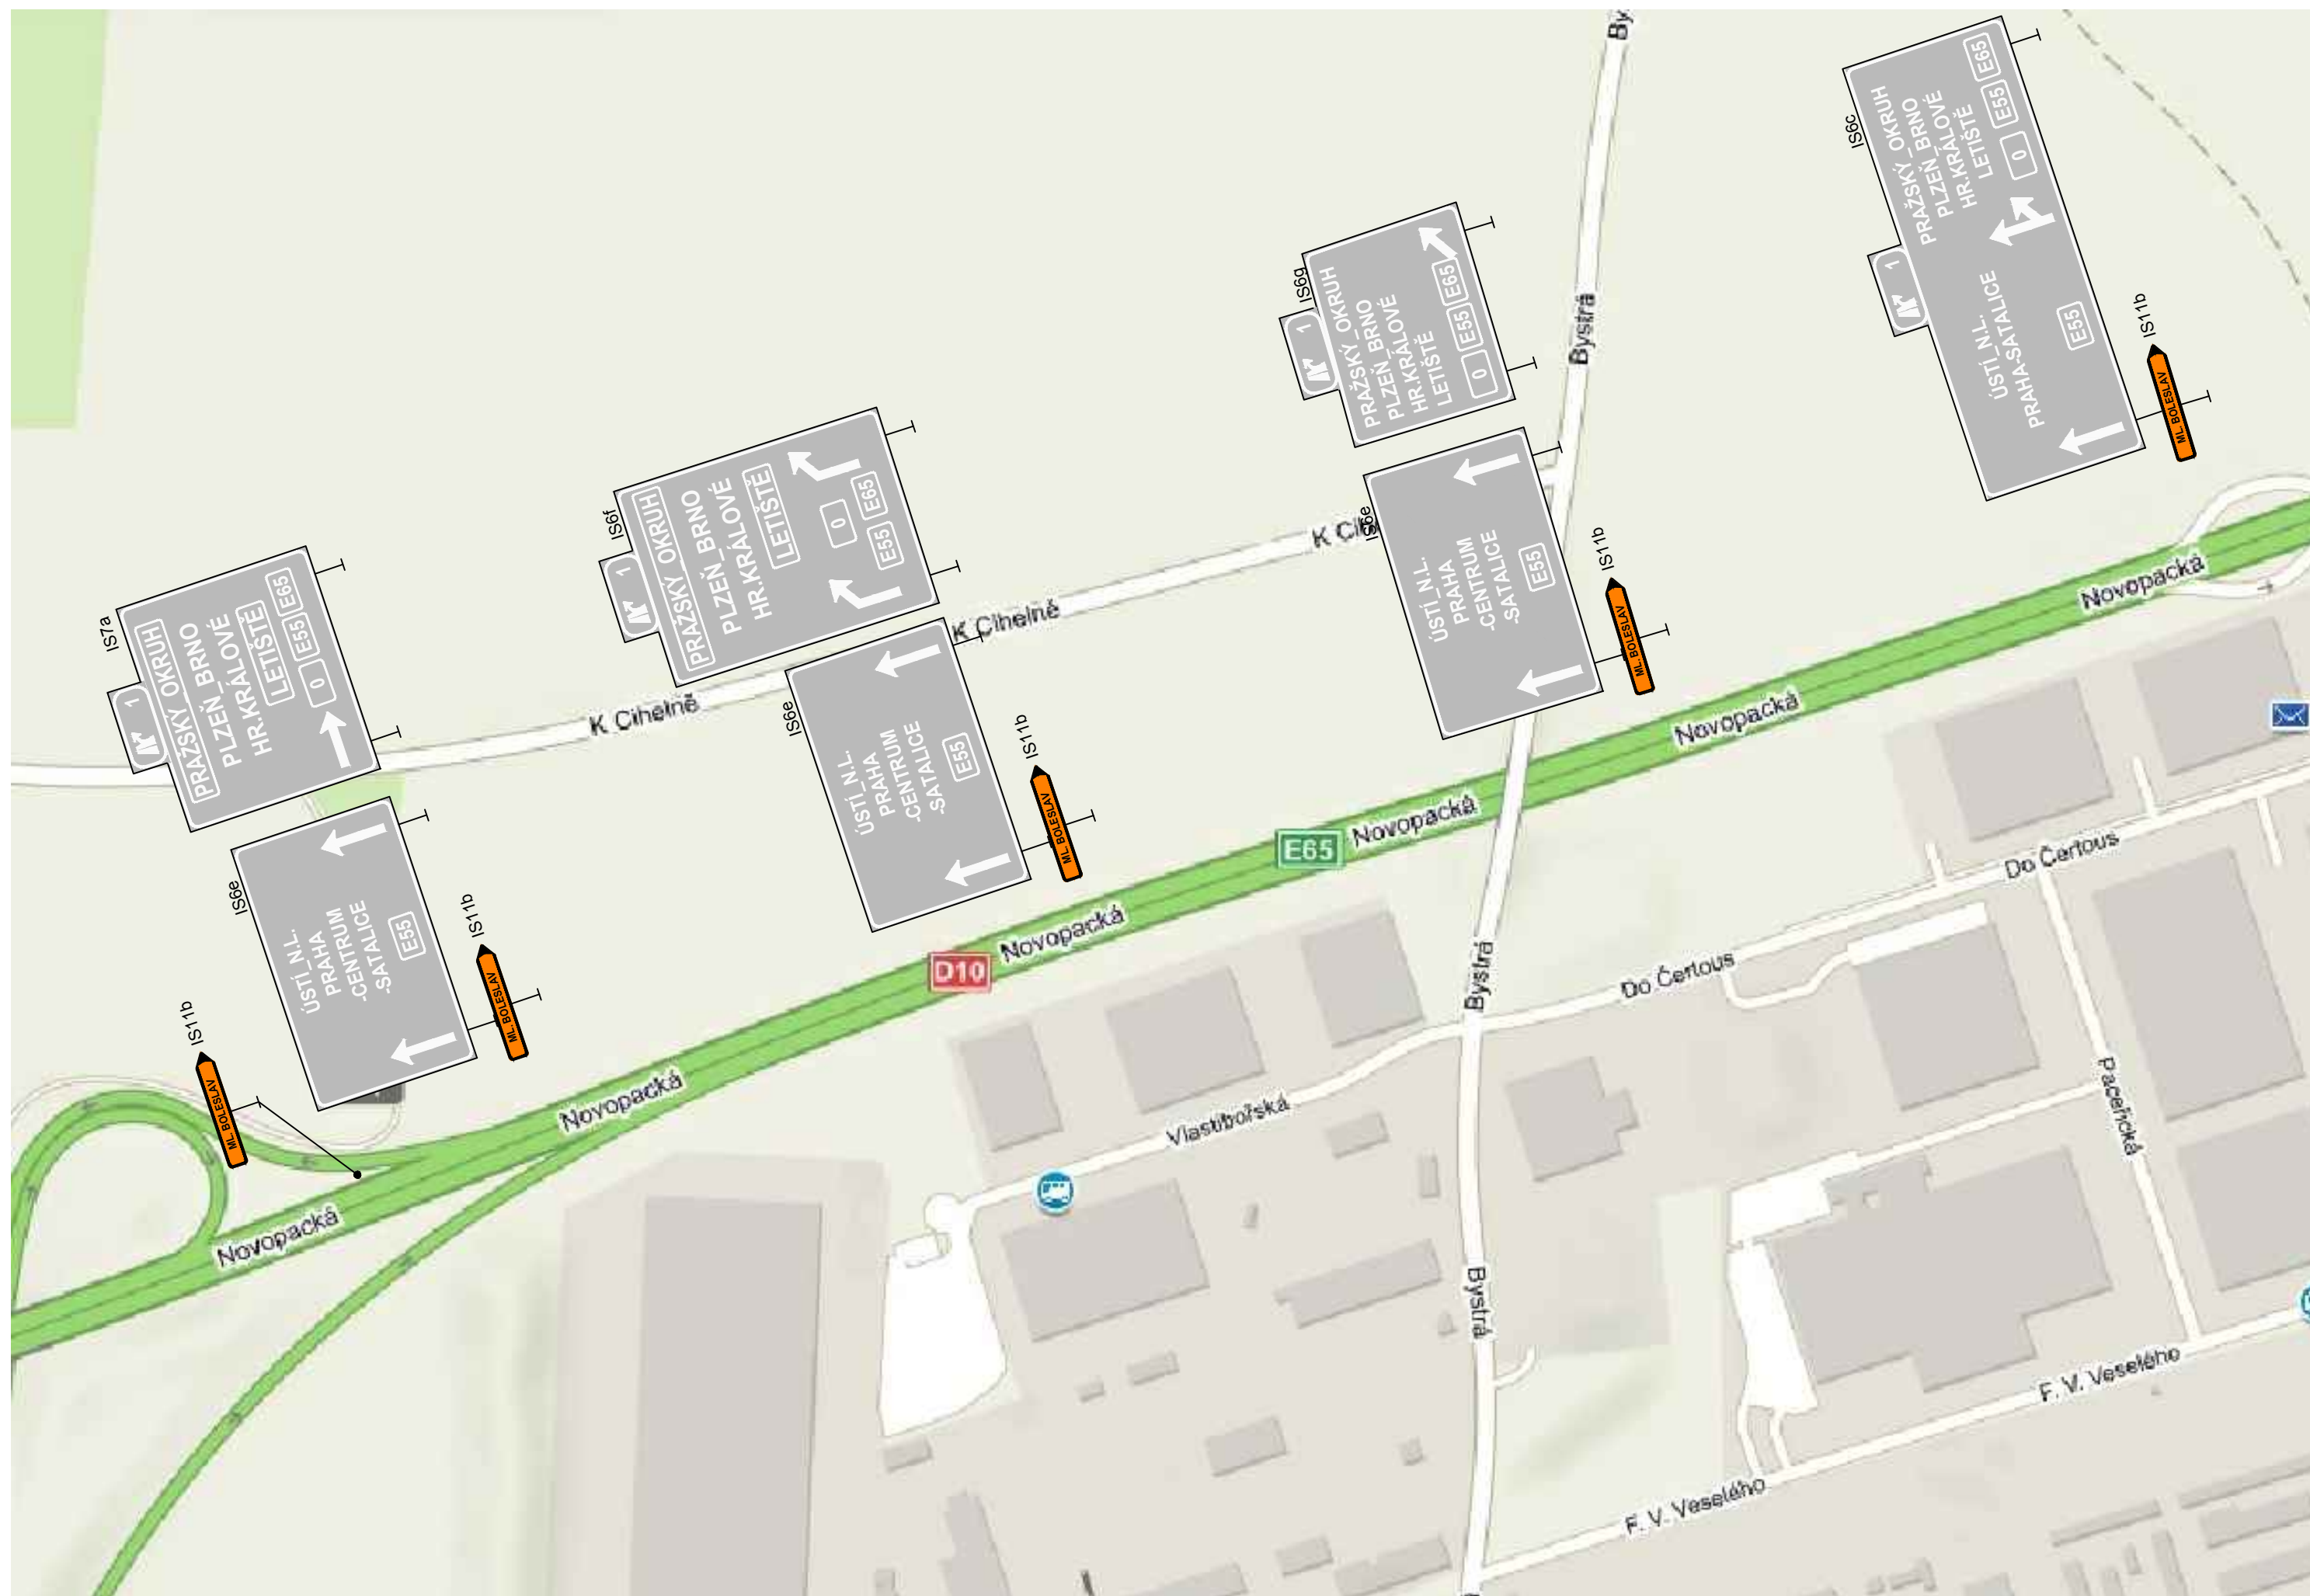 By
IS6c
1
PRAŽSKÝ_OKRUH
PLZEŇ_BRNO
HR.KRÁLOVÉ
LETIŠTĚ
0
E55
E65
ÚSTÍ_N.L.
PRAHA-SATALICE
E55
IS11b
ML. BOLESLAV
IS6g
1
PRAŽSKÝ_OKRUH
PLZEŇ_BRNO
HR.KRÁLOVÉ
LETIŠTĚ
0
E55
E65
Bystrá
IS6e
ÚSTÍ_N.L.
PRAHA
-CENTRUM
-SATALICE
E55
IS11b
ML. BOLESLAV
IS6f
1
PRAŽSKÝ_OKRUH
PLZEŇ_BRNO
HR.KRÁLOVÉ
LETIŠTĚ
0
E55
E65
IS6e
ÚSTÍ_N.L.
PRAHA
-CENTRUM
-SATALICE
E55
IS11b
ML. BOLESLAV
IS7a
1
PRAŽSKÝ_OKRUH
PLZEŇ_BRNO
HR.KRÁLOVÉ
LETIŠTĚ
0
E55
E65
IS6e
ÚSTÍ_N.L.
PRAHA
-CENTRUM
-SATALICE
E55
IS11b
ML. BOLESLAV
IS11b
ML. BOLESLAV
K Cihelně
K Cihelně
Novopacká
Novopacká
Novopacká
E65
D10
Novopacká
Novopacká
Novopacká
Do Čertous
Do Čertous
Bystrá
Vlastibořská
Pacefická
Bystrá
F. V. Veselého
F. V. Veselého